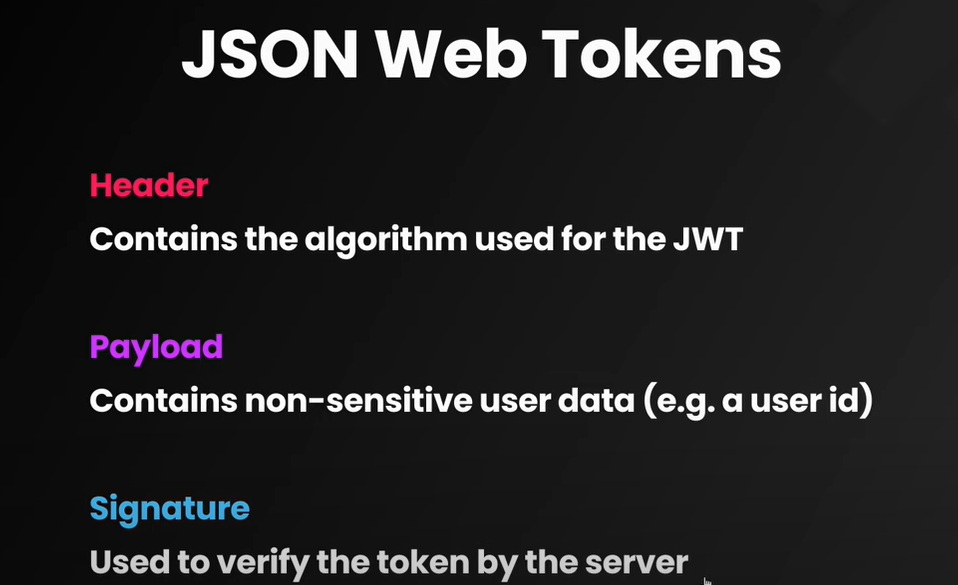 JSON Web Tokens
Header
Contains the algorithm used for the JWT
Payload
Contains non-sensitive user data (e.g. a user id)
Signature
Used to verify the token by the server